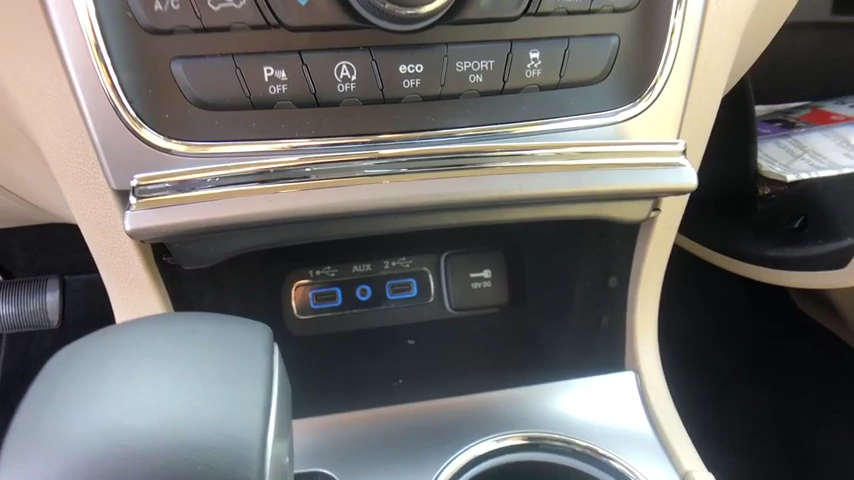 A/C
P OFF
A OFF
eco OFF
SPORT ON
OFF
1 AUX 2
12V DC